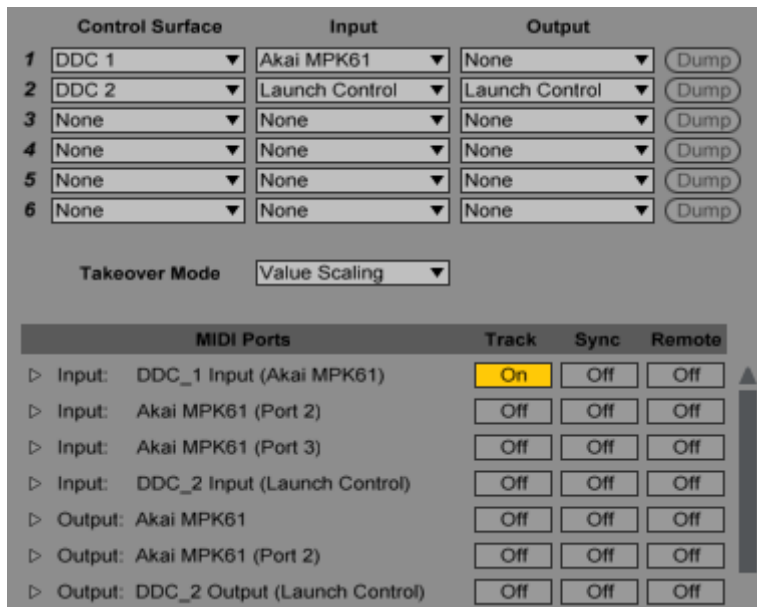 Control Surface Input Output
1 DDC 1 Akai MPK61 None Dump
2 DDC 2 Launch Control Launch Control Dump
3 None None None Dump
4 None None None Dump
5 None None None Dump
6 None None None Dump
Takeover Mode Value Scaling
MIDI Ports Track Sync Remote
Input: DDC_1 Input (Akai MPK61) On Off Off
Input: Akai MPK61 (Port 2) Off Off Off
Input: Akai MPK61 (Port 3) Off Off Off
Input: DDC_2 Input (Launch Control) Off Off Off
Output: Akai MPK61 Off Off Off
Output: Akai MPK61 (Port 2) Off Off Off
Output: DDC_2 Output (Launch Control) Off Off Off